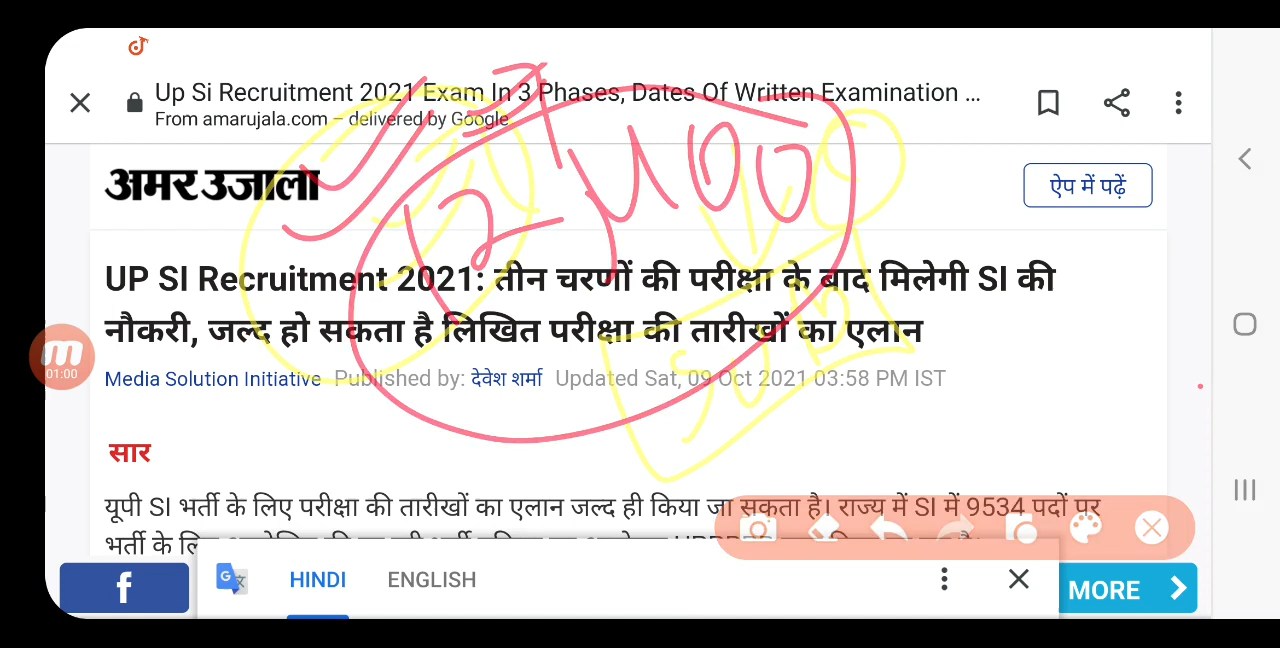 Up Si Recruitment 2021 Exam In 3 Phases, Dates Of Written Examination ...
From amarujala.com – delivered by Google
अमर उजाला
ऐप में पढ़ें
UP SI Recruitment 2021: तीन चरणों की परीक्षा के बाद मिलेगी SI की
नौकरी, जल्द हो सकता है लिखित परीक्षा की तारीखों का एलान
01:00
Media Solution Initiative Published by: देवेश शर्मा Updated Sat, 09 Oct 2021 03:58 PM IST
सार
यूपी SI भर्ती के लिए परीक्षा की तारीखों का एलान जल्द ही किया जा सकता है। राज्य में SI में 9534 पदों पर
भर्ती के
f
HINDI ENGLISH
MORE